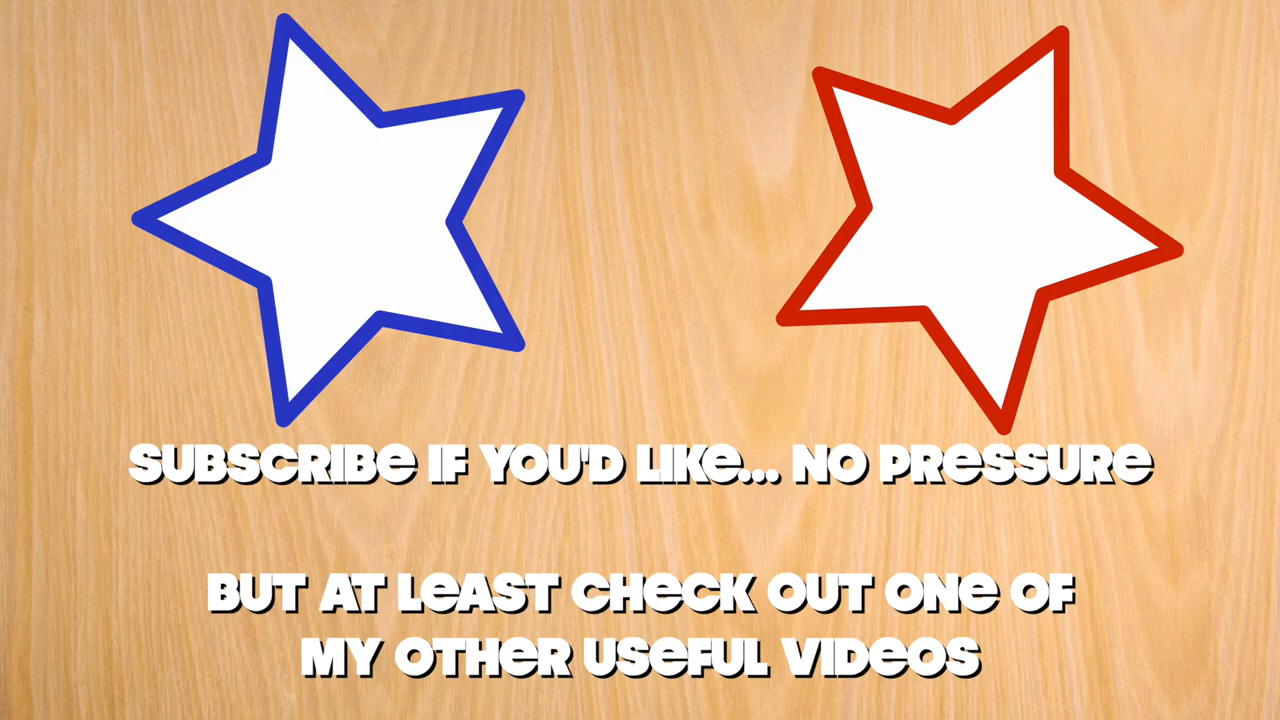 SUBSCRIBE IF YOU'D LIKE... NO PRESSURE
BUT AT LEAST CHECK OUT ONE OF
MY OTHER USEFUL VIDEOS